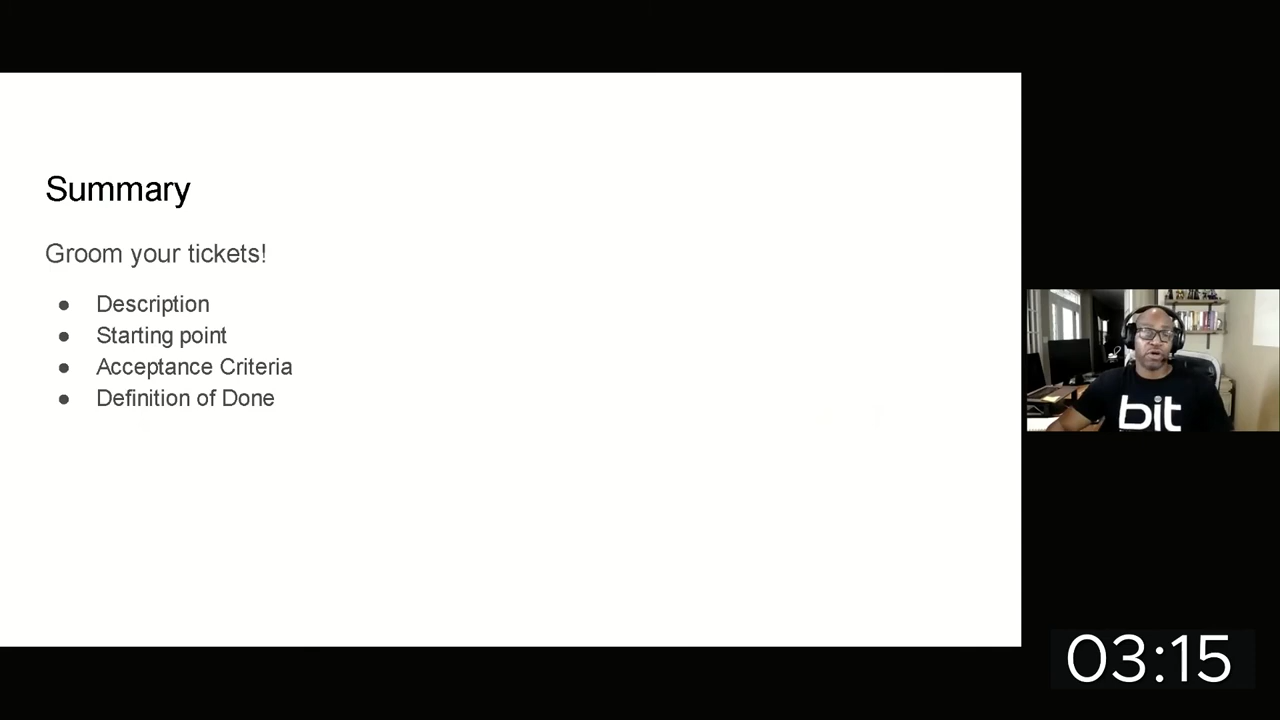 Summary
Groom your tickets!
● Description
● Starting point
● Acceptance Criteria
● Definition of Done
bit
03:15